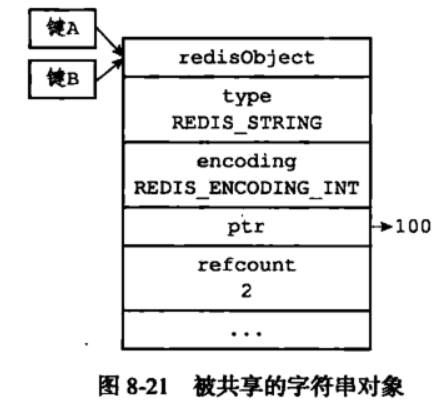 键A
键B
redisObject
type
REDIS_STRING
encoding
REDIS_ENCODING_INT
ptr
100
refcount
2
...
图 8-21 被共享的字符串对象